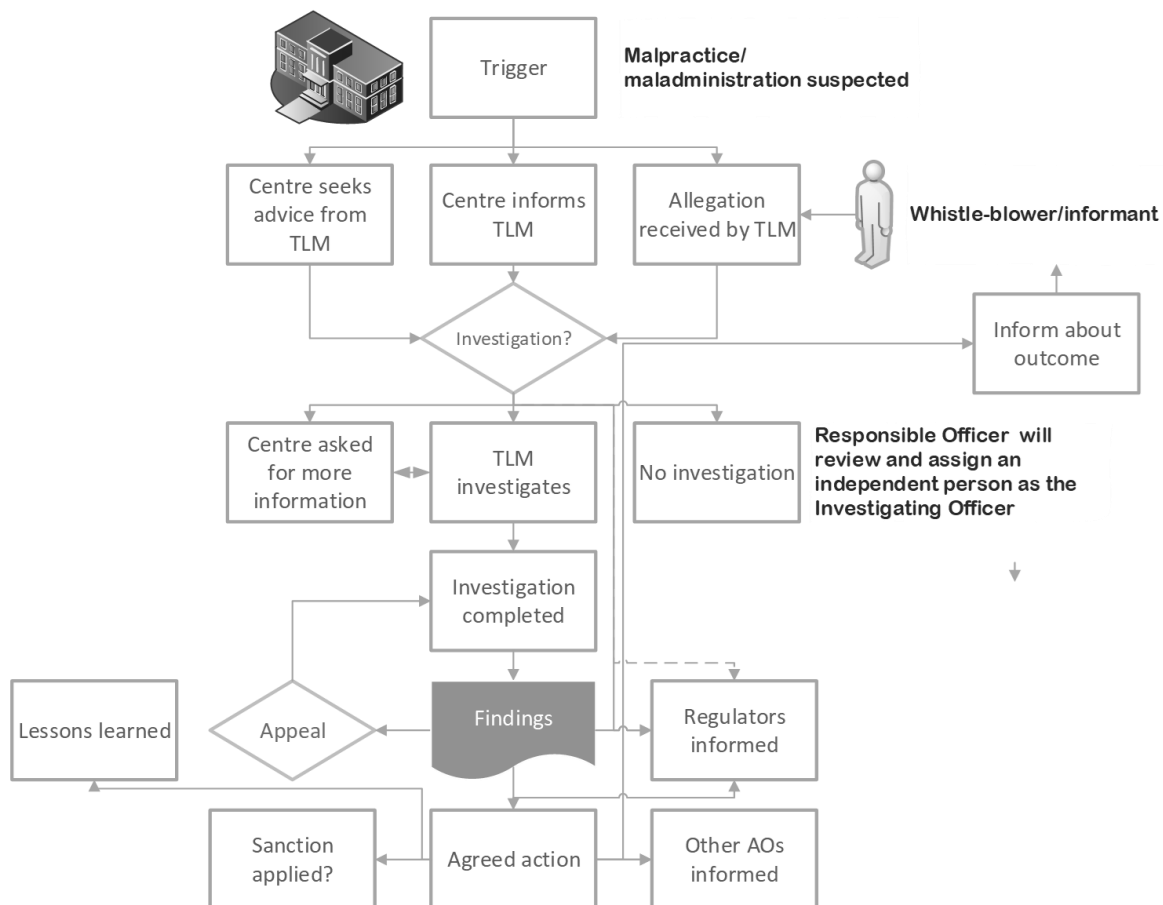 Trigger
Malpractice/
maladministration suspected
Centre seeks
advice from
TLM
Centre informs
TLM
Allegation
received by TLM
Whistle-blower/informant
Investigation?
Inform about
outcome
Centre asked
for more
information
TLM
investigates
No investigation
Responsible Officer will
review and assign an
independent person as the
Investigating Officer
Investigation
completed
Lessons learned
Appeal
Findings
Regulators
informed
Sanction
applied?
Agreed action
Other AOs
informed